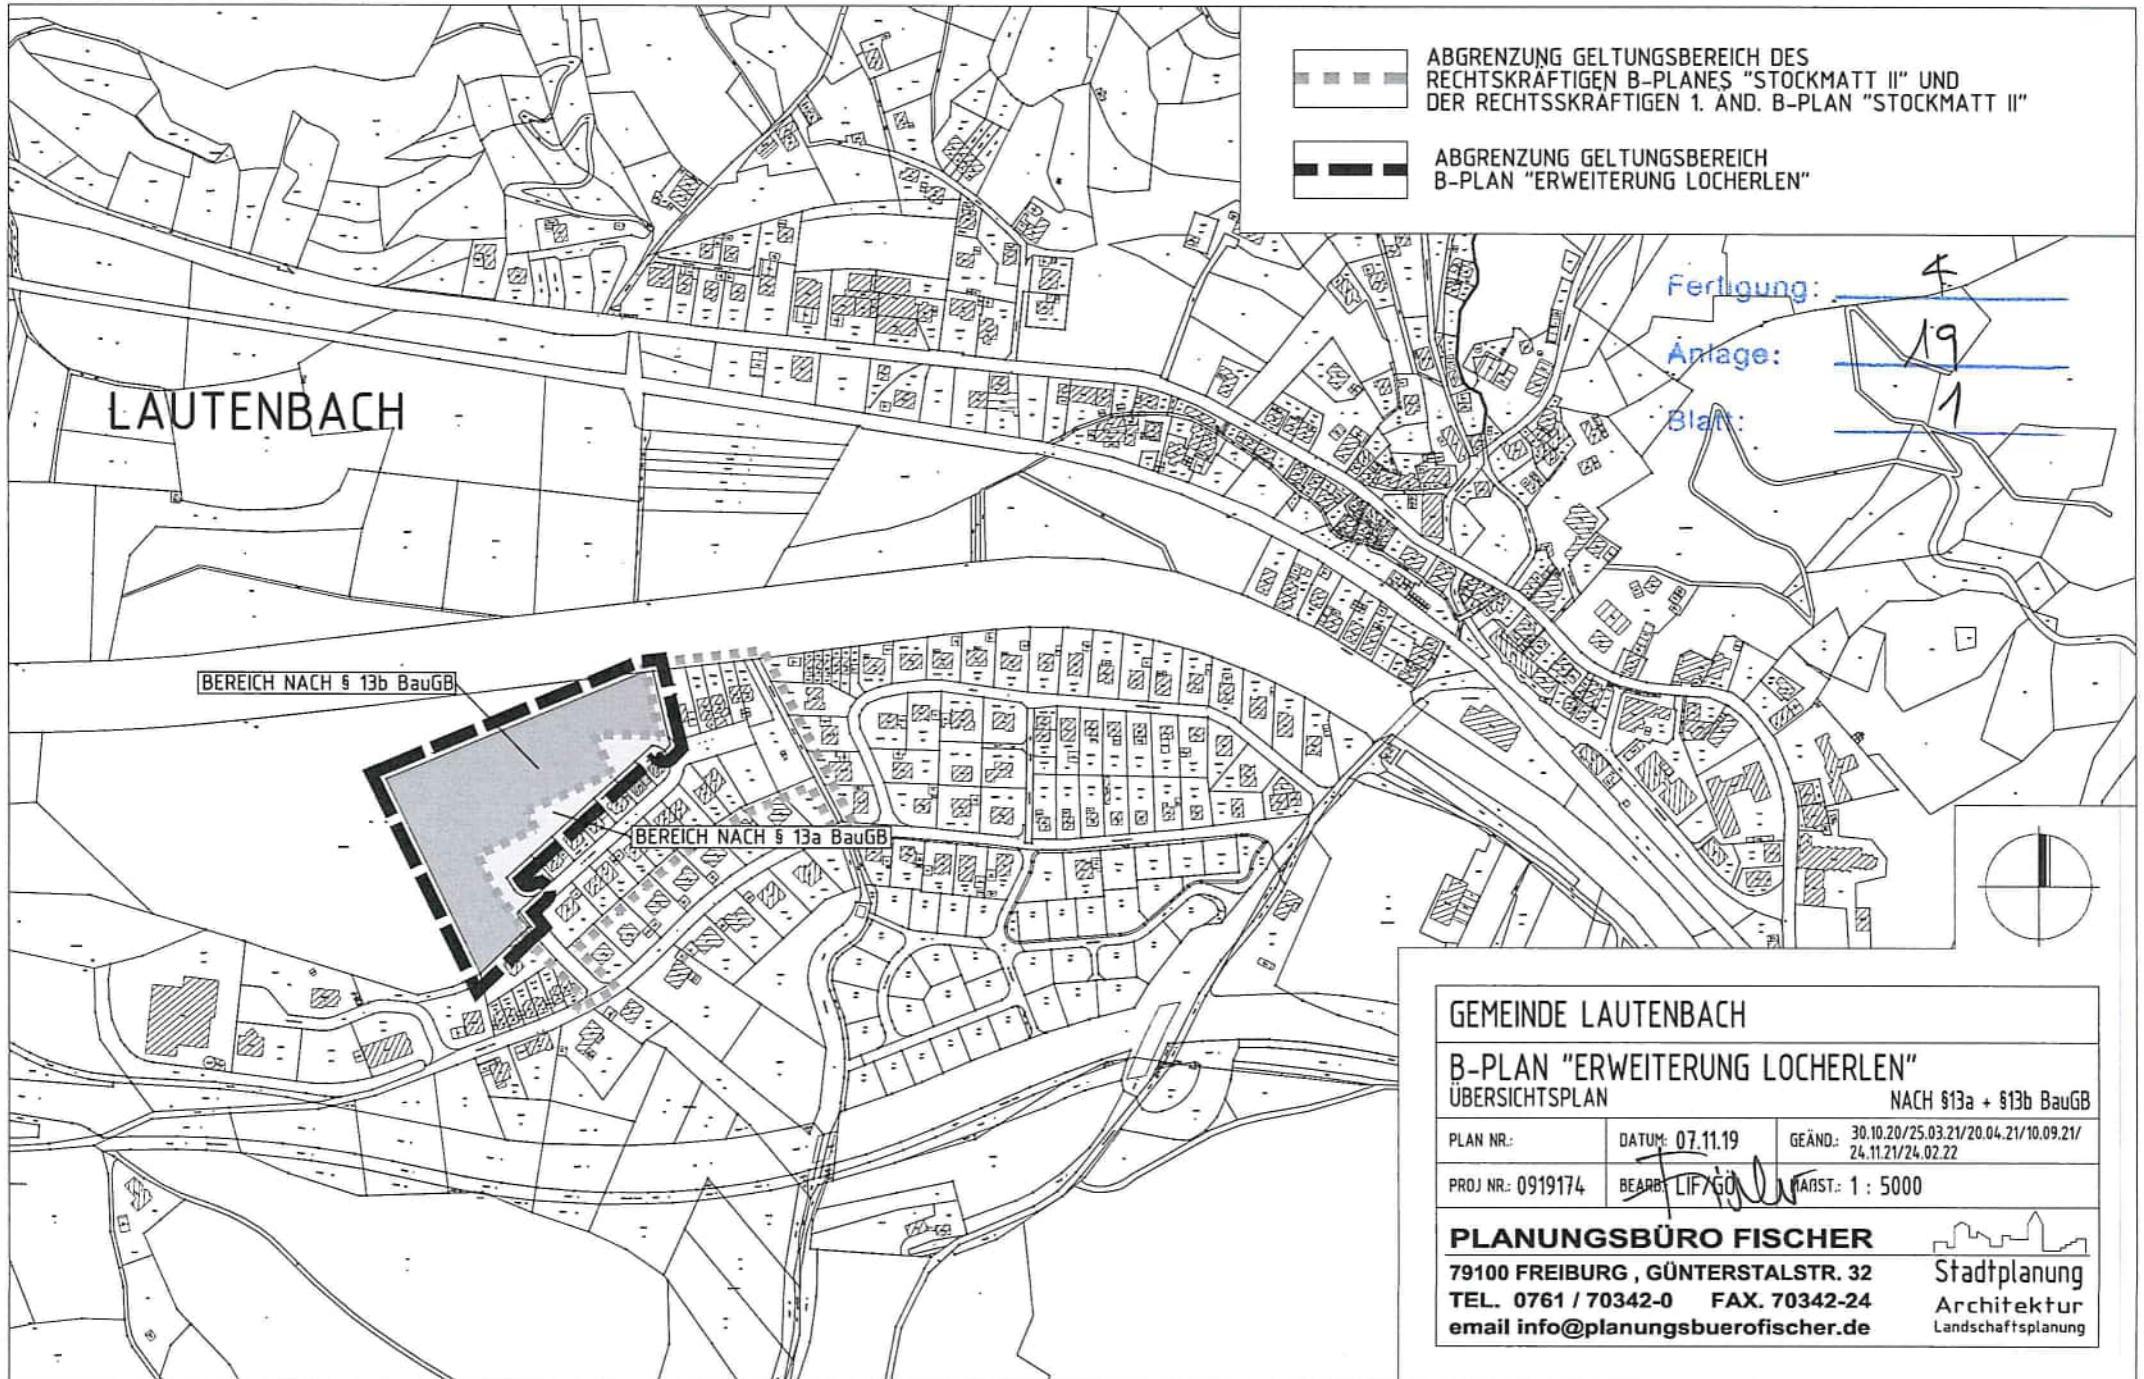 ABGRENZUNG GELTUNGSBEREICH DES
RECHTSKRÄFTIGEN B-PLANES "STOCKMATT II" UND
DER RECHTSSKRÄFTIGEN 1. ÄND. B-PLAN "STOCKMATT II"
ABGRENZUNG GELTUNGSBEREICH
B-PLAN "ERWEITERUNG LOCHERLEN"
Fertigung: 4
Anlage: 19
Blatt: 1
LAUTENBACH
BEREICH NACH § 13b BauGB
BEREICH NACH § 13a BauGB
GEMEINDE LAUTENBACH
B-PLAN "ERWEITERUNG LOCHERLEN"
ÜBERSICHTSPLAN NACH §13a + §13b BauGB
PLAN NR.: DATUM: 07.11.19 GEÄND.: 30.10.20/25.03.21/20.04.21/10.09.21/
24.11.21/24.02.22
PROJ NR.: 0919174 BEARB.: LIF/GÖ MAßST.: 1 : 5000
PLANUNGSBÜRO FISCHER
79100 FREIBURG , GÜNTERSTALSTR. 32
TEL. 0761 / 70342-0 FAX. 70342-24
email info@planungsbuerofischer.de
Stadtplanung
Architektur
Landschaftsplanung